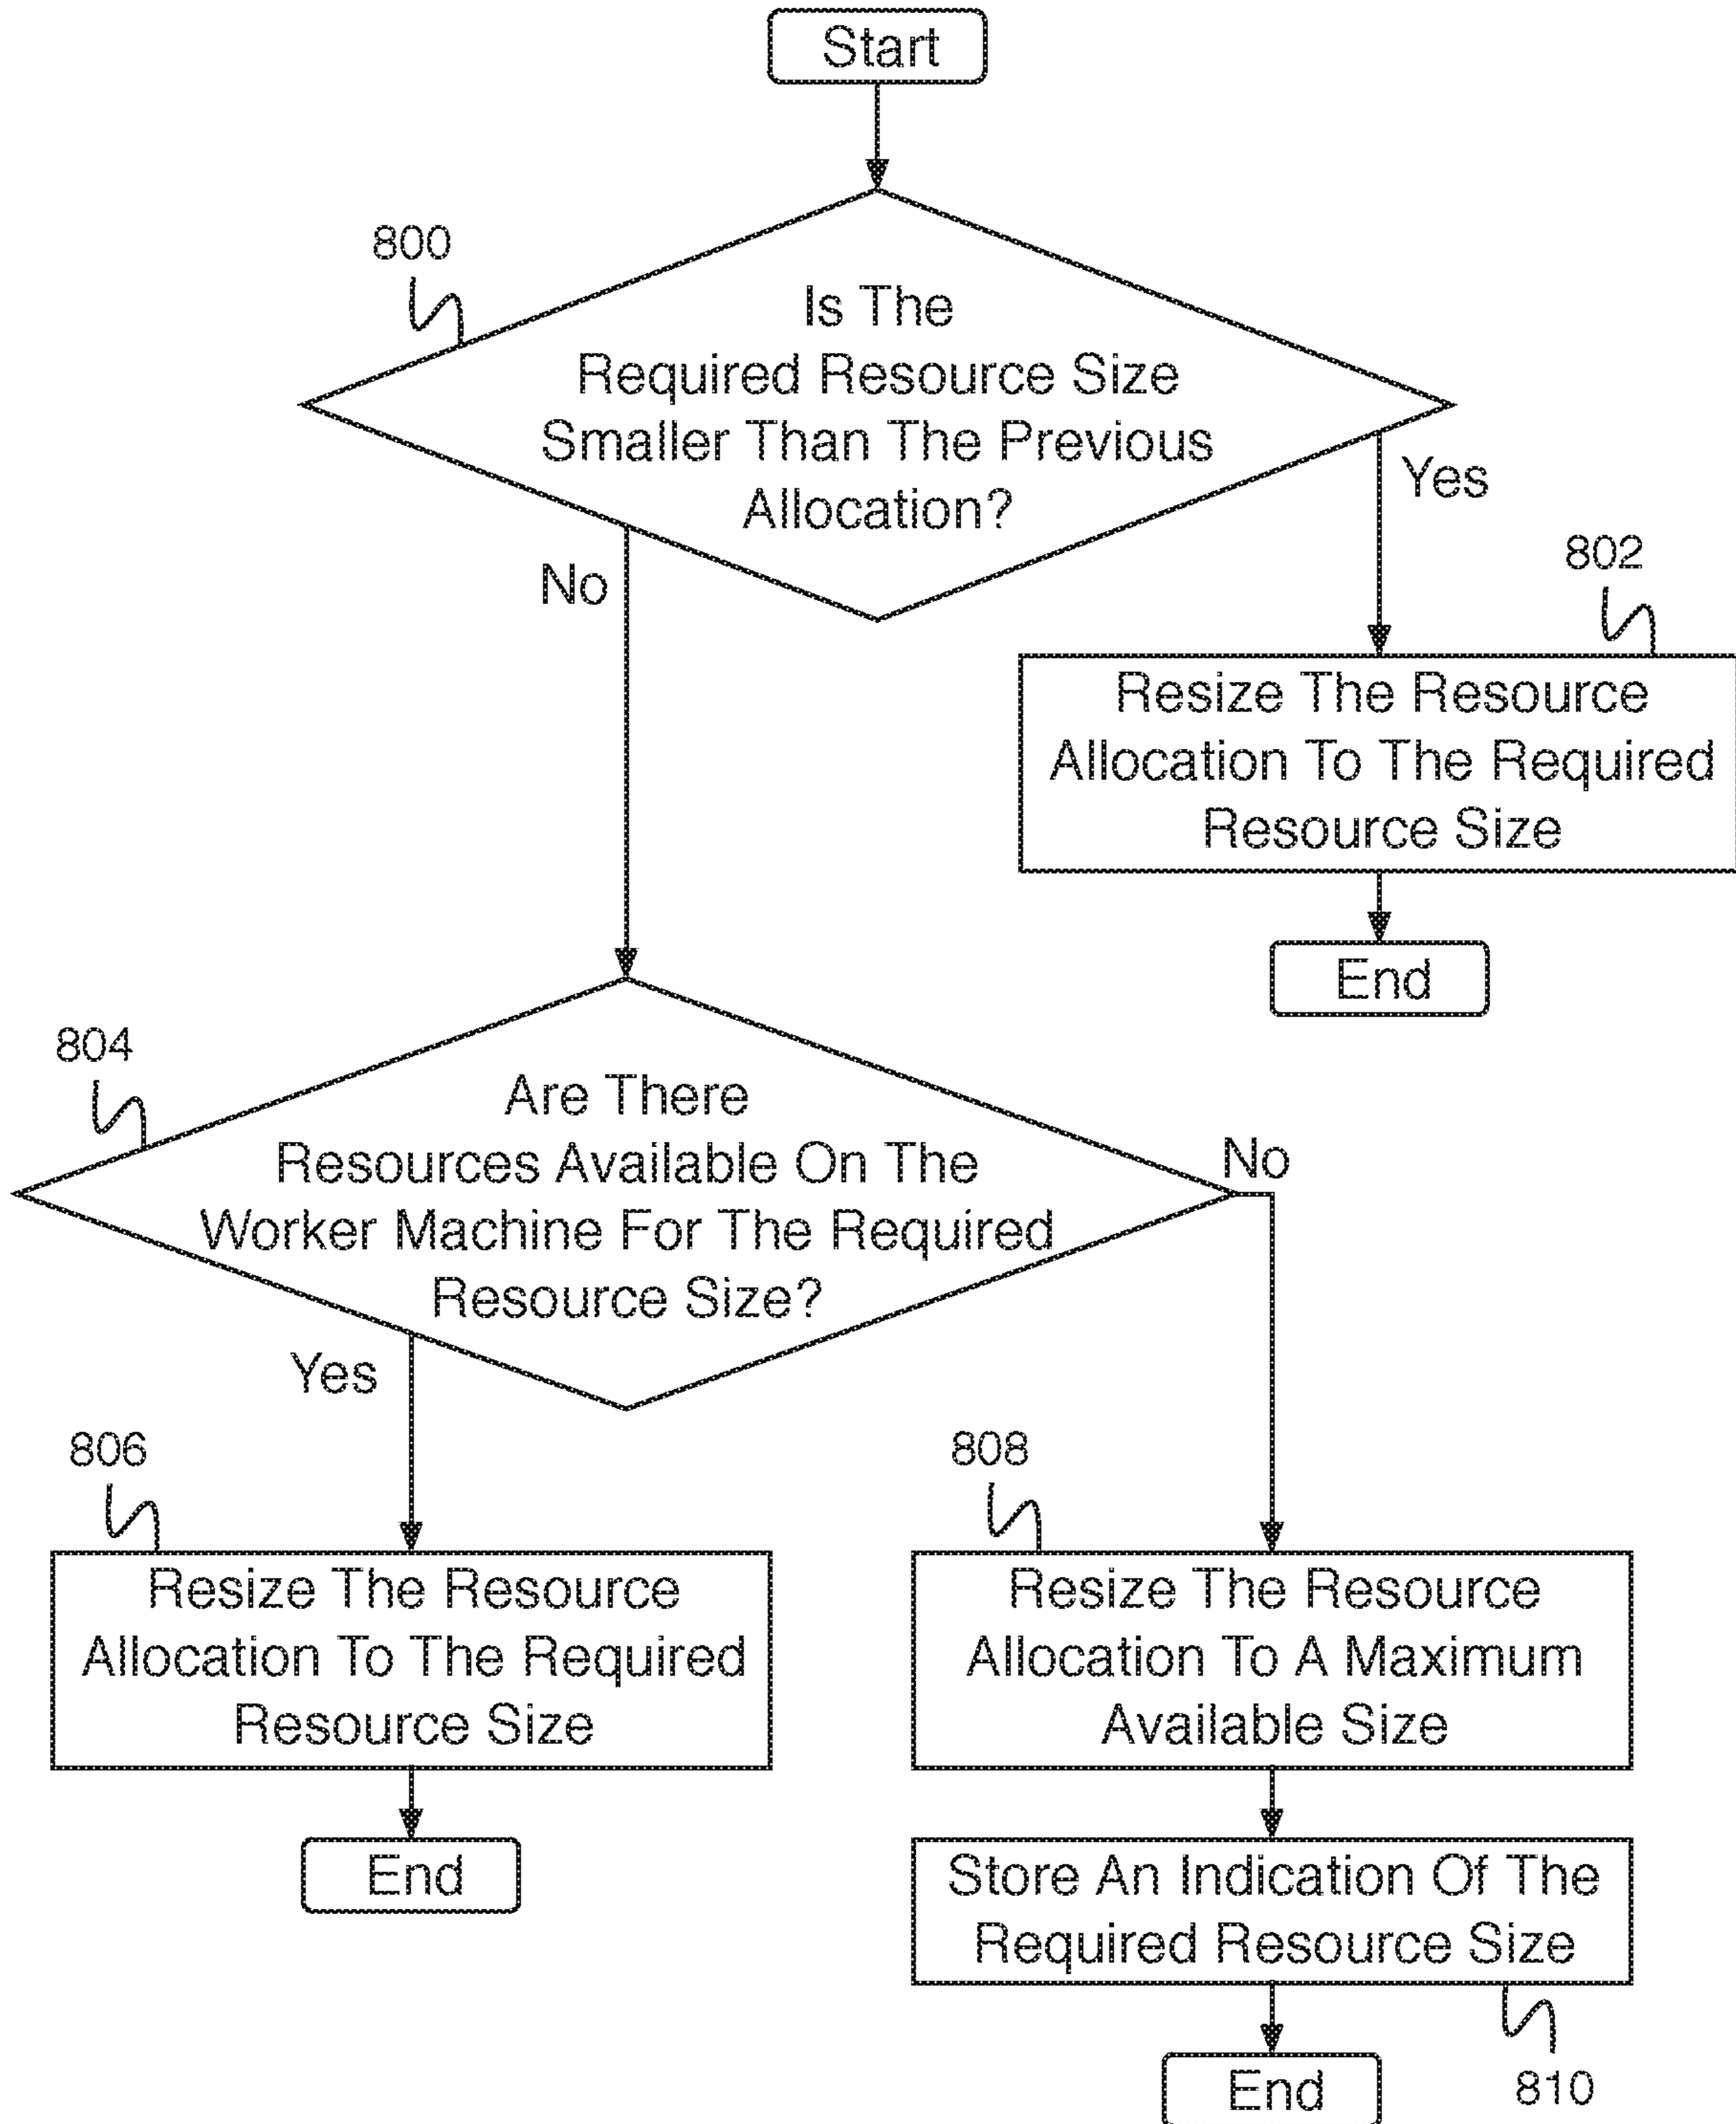 Start
800
Is The
Required Resource Size
Smaller Than The Previous
Allocation?
Yes
No
802
Resize The Resource
Allocation To The Required
Resource Size
End
804
Are There
Resources Available On The
Worker Machine For The Required
Resource Size?
No
Yes
806
Resize The Resource
Allocation To The Required
Resource Size
End
808
Resize The Resource
Allocation To A Maximum
Available Size
Store An Indication Of The
Required Resource Size
810
End